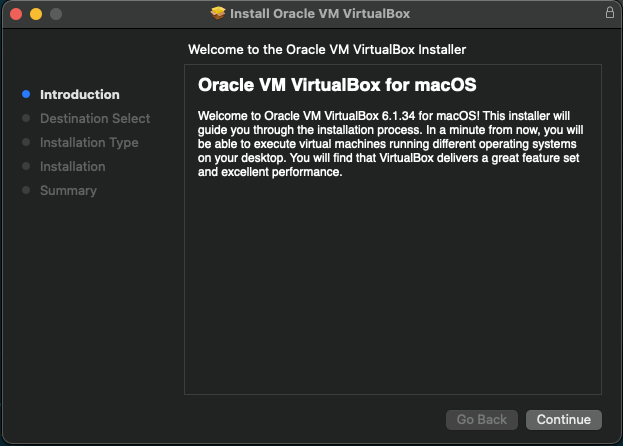 Install Oracle VM VirtualBox
Welcome to the Oracle VM VirtualBox Installer
Introduction
Destination Select
Installation Type
Installation
Summary
Oracle VM VirtualBox for macOS
Welcome to Oracle VM VirtualBox 6.1.34 for macOS! This installer will
guide you through the installation process. In a minute from now, you will
be able to execute virtual machines running different operating systems
on your desktop. You will find that VirtualBox delivers a great feature set
and excellent performance.
Go Back
Continue